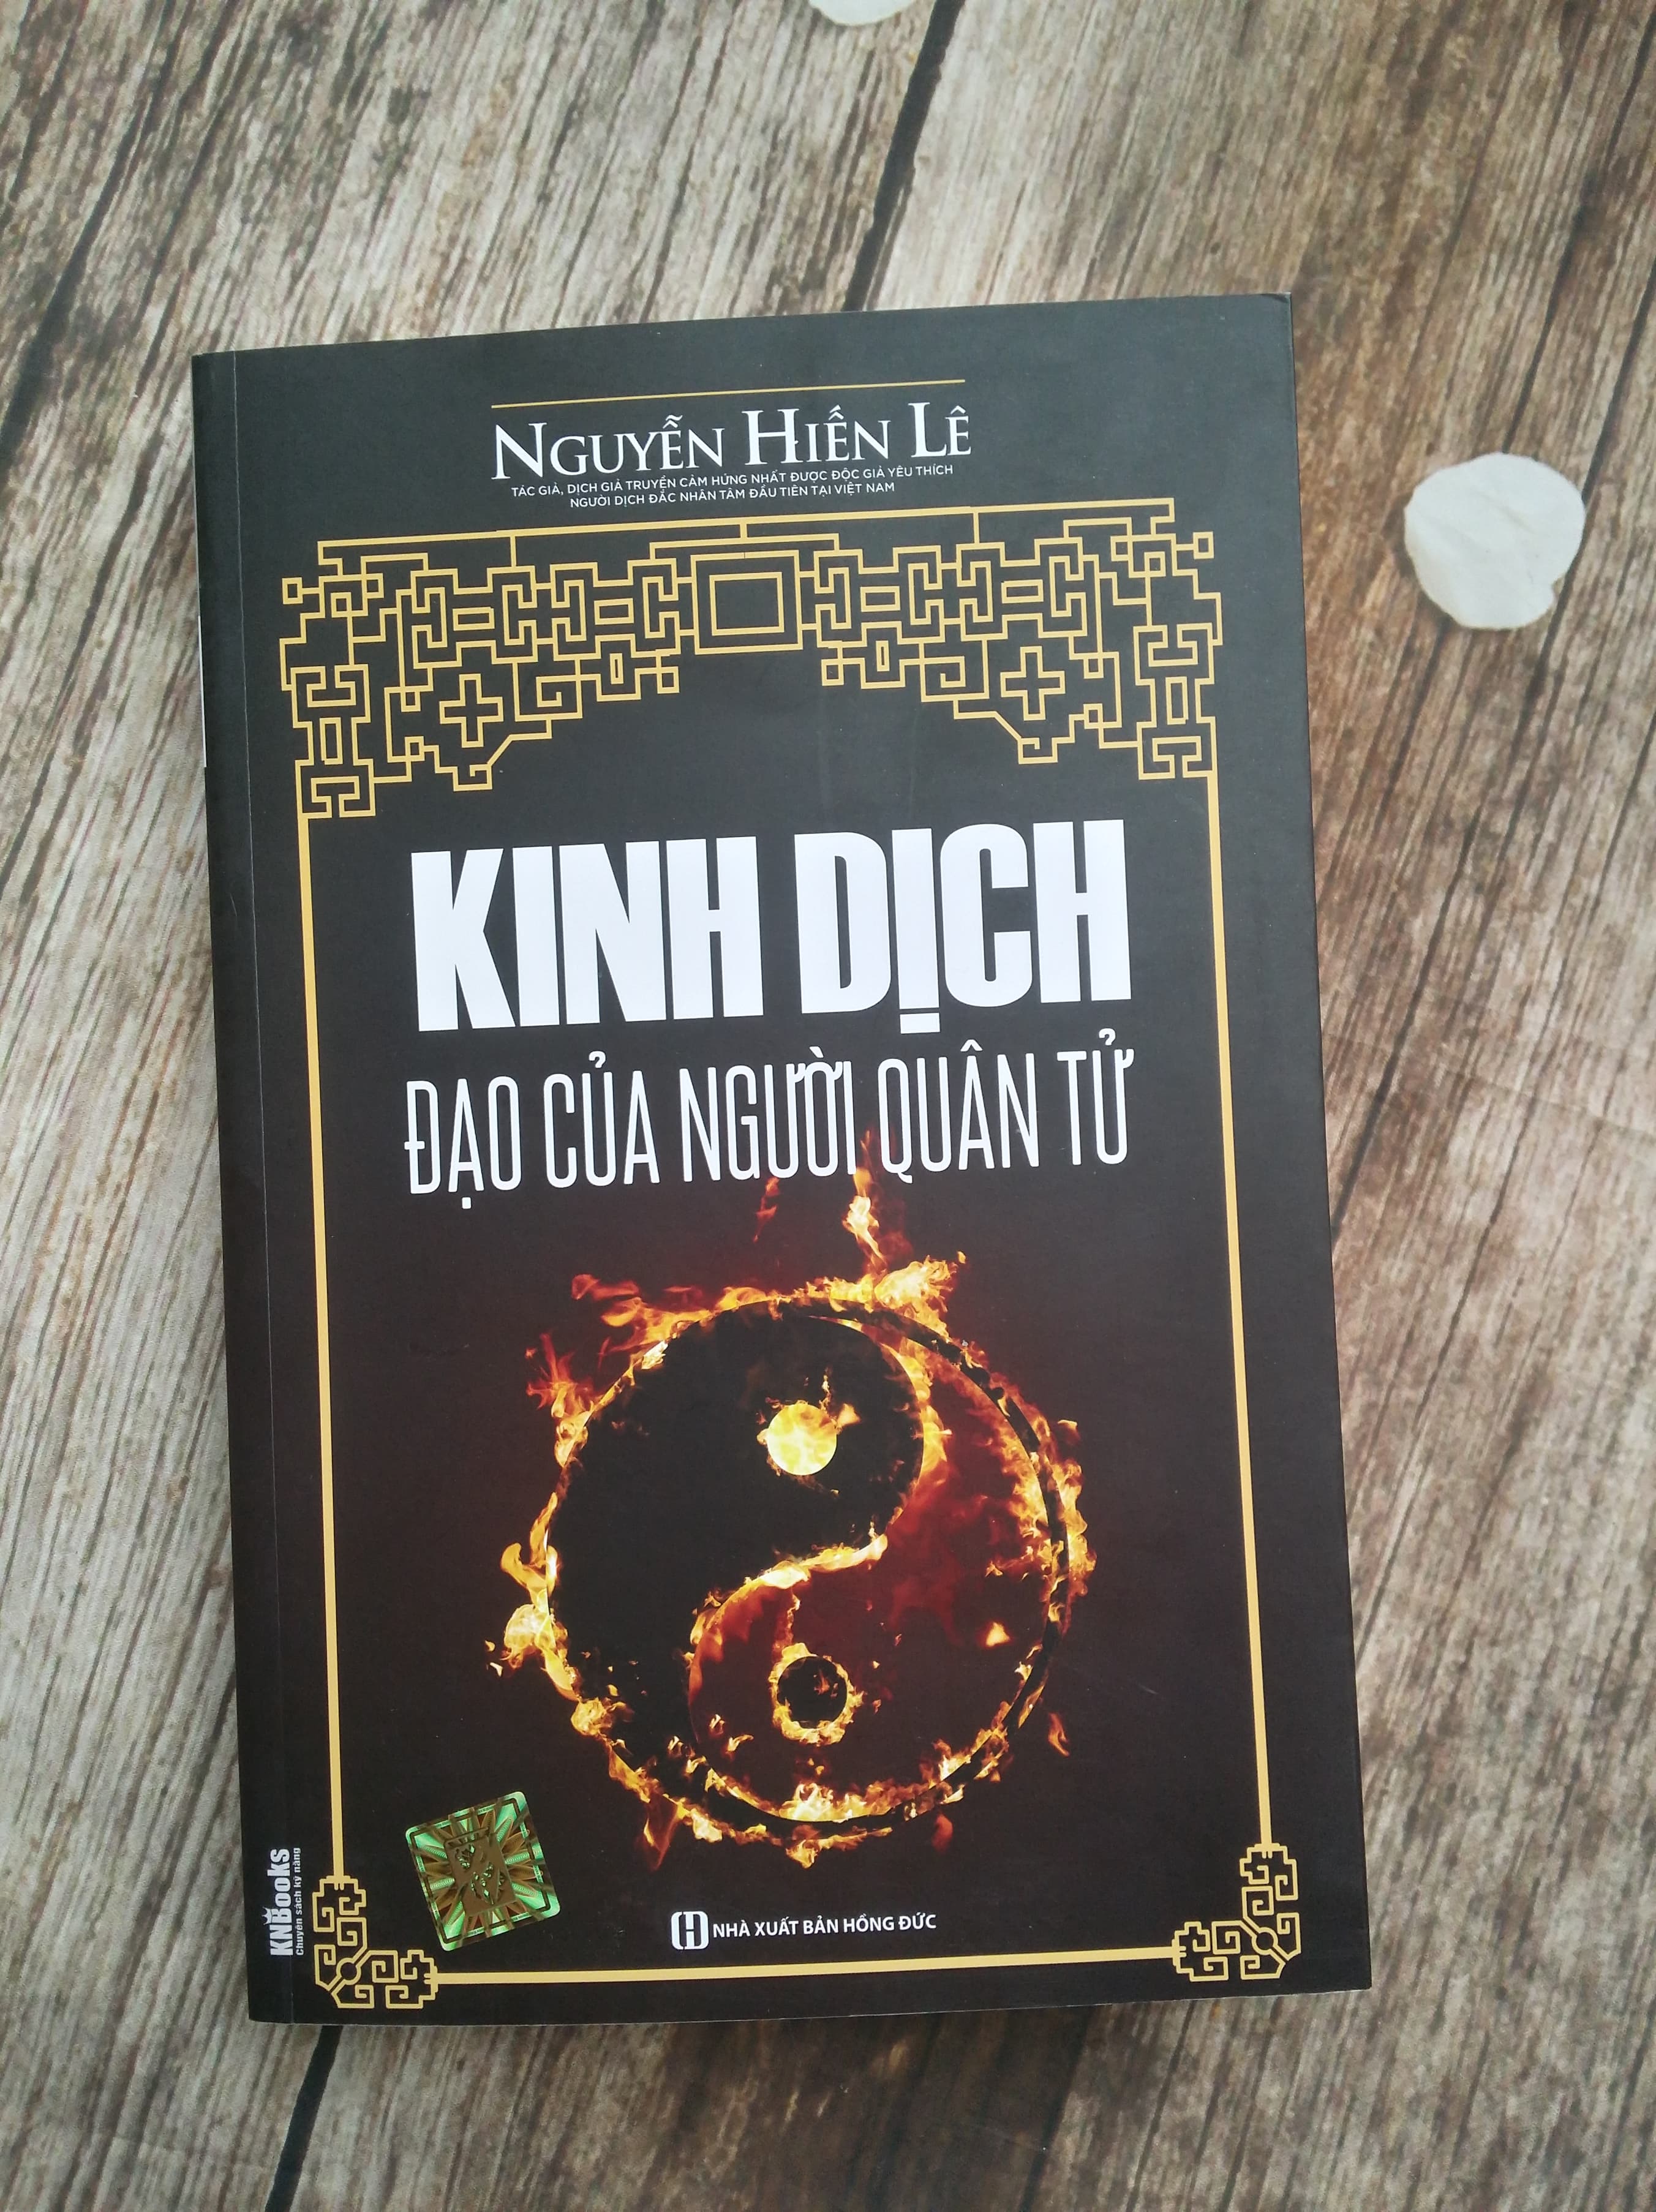 NGUYỄN HIẾN LÊ
TÁC GIẢ, DỊCH GIẢ TRUYỀN CẢM HỨNG NHẤT ĐƯỢC ĐỘC GIẢ YÊU THÍCH
NGƯỜI DỊCH ĐẮC NHÂN TÂM ĐẦU TIÊN TẠI VIỆT NAM
KINH DỊCH
ĐẠO CỦA NGƯỜI QUÂN TỬ
KNBooks
Chuyên sách kỹ năng
NHÀ XUẤT BẢN HỒNG ĐỨC